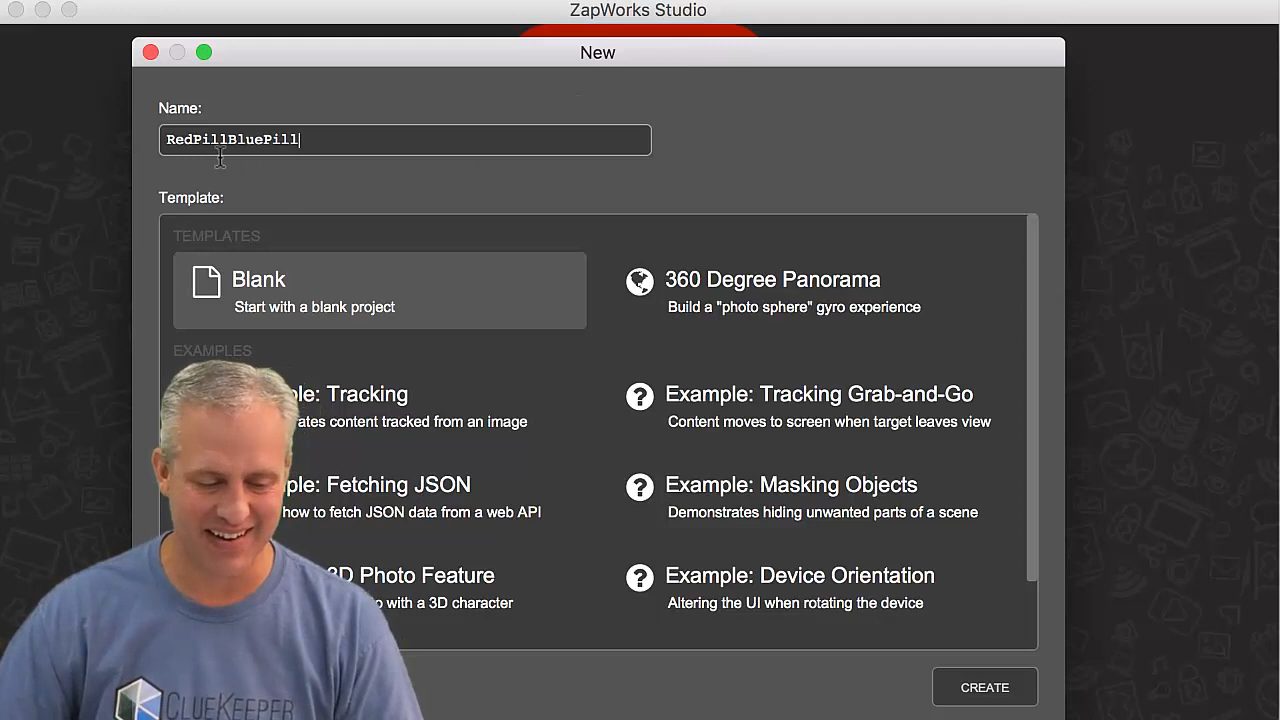 ZapWorks Studio
New
Name:
RedPillBluePill
Template:
TEMPLATES
Blank
Start with a blank project
360 Degree Panorama
Build a "photo sphere" gyro experience
EXAMPLES
ple: Tracking
ates content tracked from an image
Example: Tracking Grab-and-Go
Content moves to screen when target leaves view
ple: Fetching JSON
how to fetch JSON data from a web API
Example: Masking Objects
Demonstrates hiding unwanted parts of a scene
3D Photo Feature
with a 3D character
Example: Device Orientation
Altering the UI when rotating the device
CREATE
CLUEKEEPER